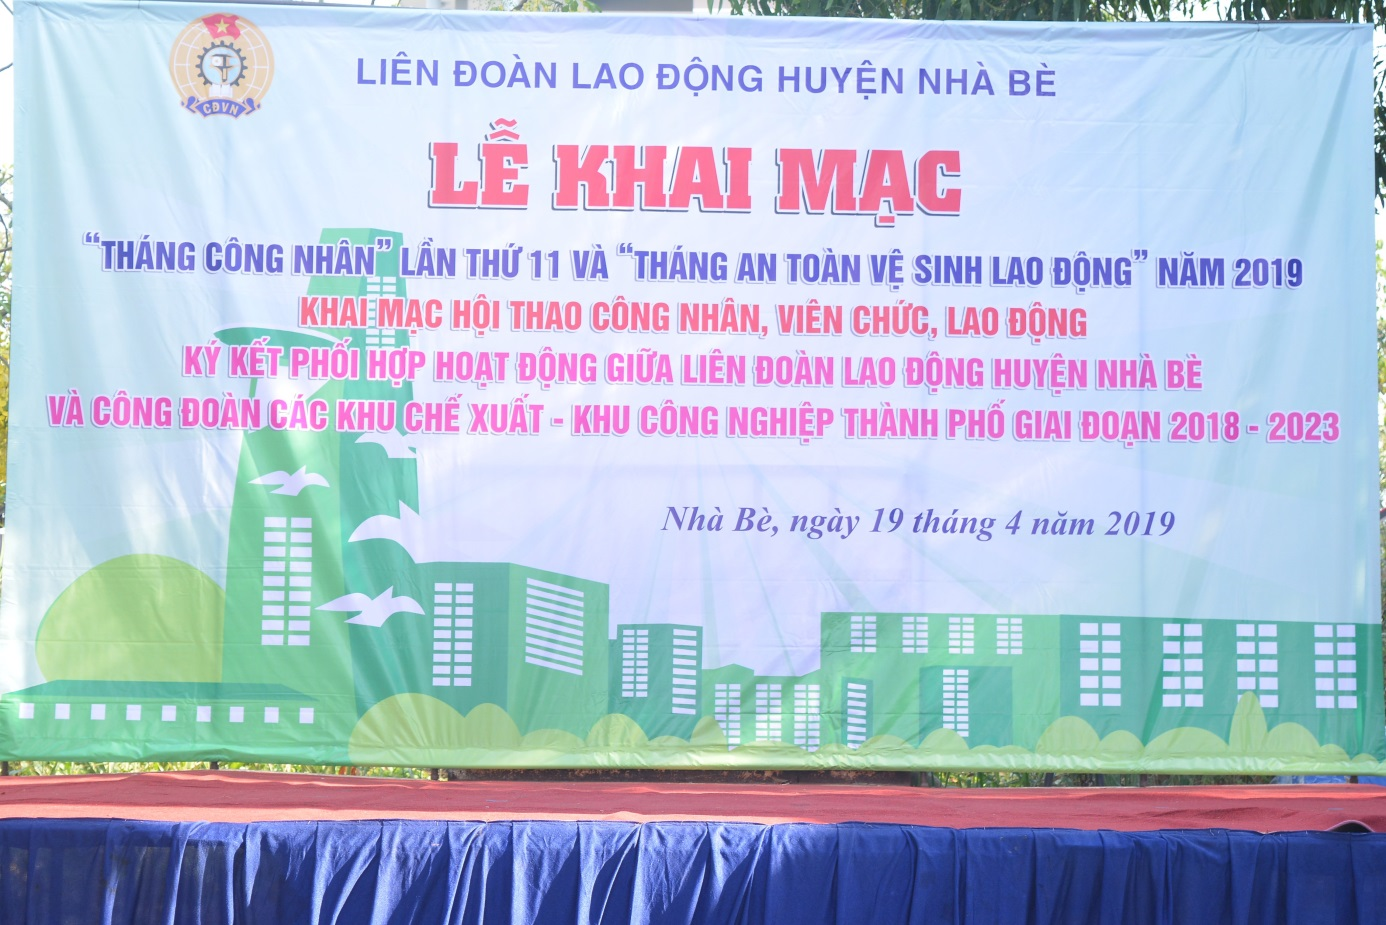 CĐVN
LIÊN ĐOÀN LAO ĐỘNG HUYỆN NHÀ BÈ
LỄ KHAI MẠC
“THÁNG CÔNG NHÂN” LẦN THỨ 11 VÀ “THÁNG AN TOÀN VỆ SINH LAO ĐỘNG” NĂM 2019
KHAI MẠC HỘI THAO CÔNG NHÂN, VIÊN CHỨC, LAO ĐỘNG
KÝ KẾT PHỐI HỢP HOẠT ĐỘNG GIỮA LIÊN ĐOÀN LAO ĐỘNG HUYỆN NHÀ BÈ
VÀ CÔNG ĐOÀN CÁC KHU CHẾ XUẤT - KHU CÔNG NGHIỆP THÀNH PHỐ GIAI ĐOẠN 2018 - 2023
Nhà Bè, ngày 19 tháng 4 năm 2019